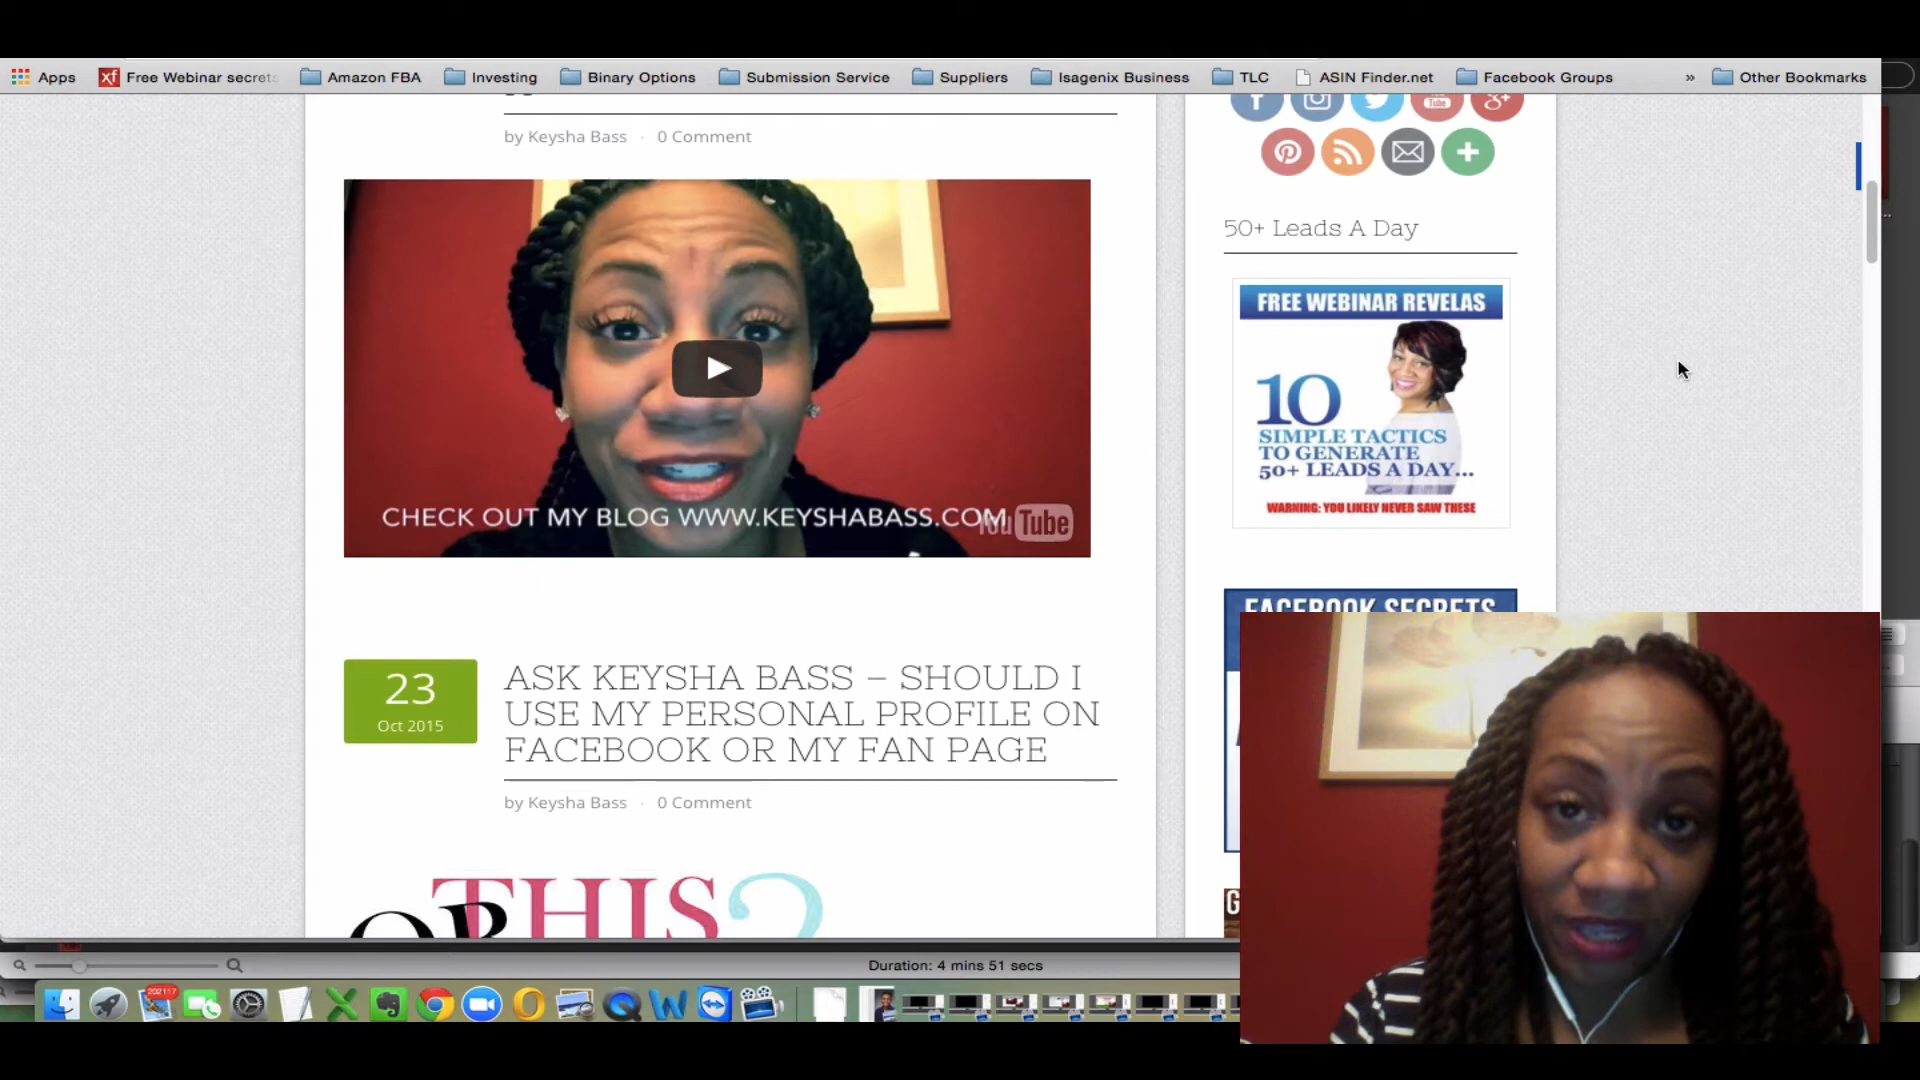 Apps
Free Webinar secret
Amazon FBA
Investing
Binary Options
Submission Service
Suppliers
Isagenix Business
TLC
ASIN Finder.net
Facebook Groups
»
Other Bookmarks
by Keysha Bass · 0 Comment
CHECK OUT MY BLOG WWW.KEYSHABASS.COM
YouTube
23
Oct 2015
ASK KEYSHA BASS – SHOULD I
USE MY PERSONAL PROFILE ON
FACEBOOK OR MY FAN PAGE
by Keysha Bass · 0 Comment
THIS?
OR
50+ Leads A Day
FREE WEBINAR REVELAS
10
SIMPLE TACTICS
TO GENERATE
50+ LEADS A DAY...
WARNING: YOU LIKELY NEVER SAW THESE
FACEBOOK SECRETS
G
Duration: 4 mins 51 secs